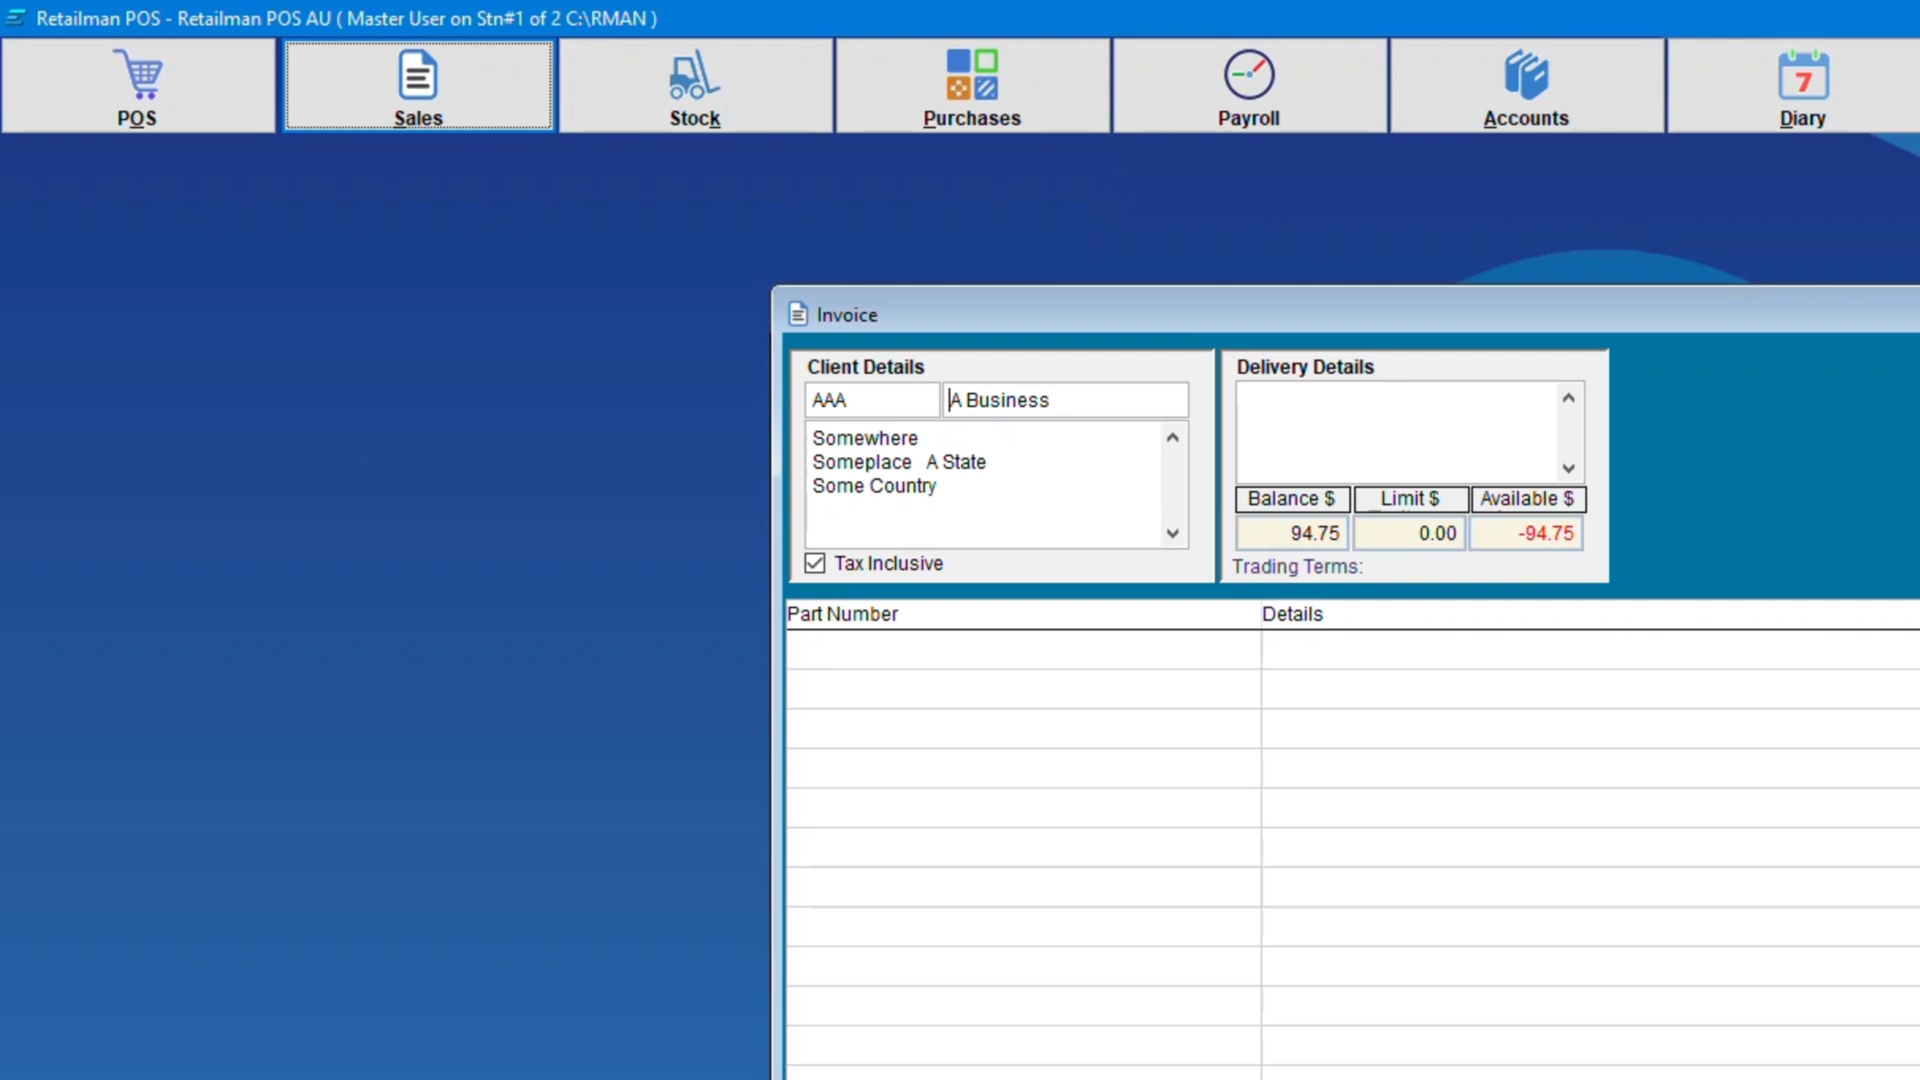 Retailman POS - Retailman POS AU ( Master User on Stn#1 of 2 C:\RMAN )
POS
Sales
Stock
Purchases
Payroll
Accounts
7
Diary
Invoice
Client Details
AAA
A Business
Somewhere
Someplace A State
Some Country
Tax Inclusive
Delivery Details
Balance $ Limit $ Available $
94.75 0.00 -94.75
Trading Terms:
Part Number Details